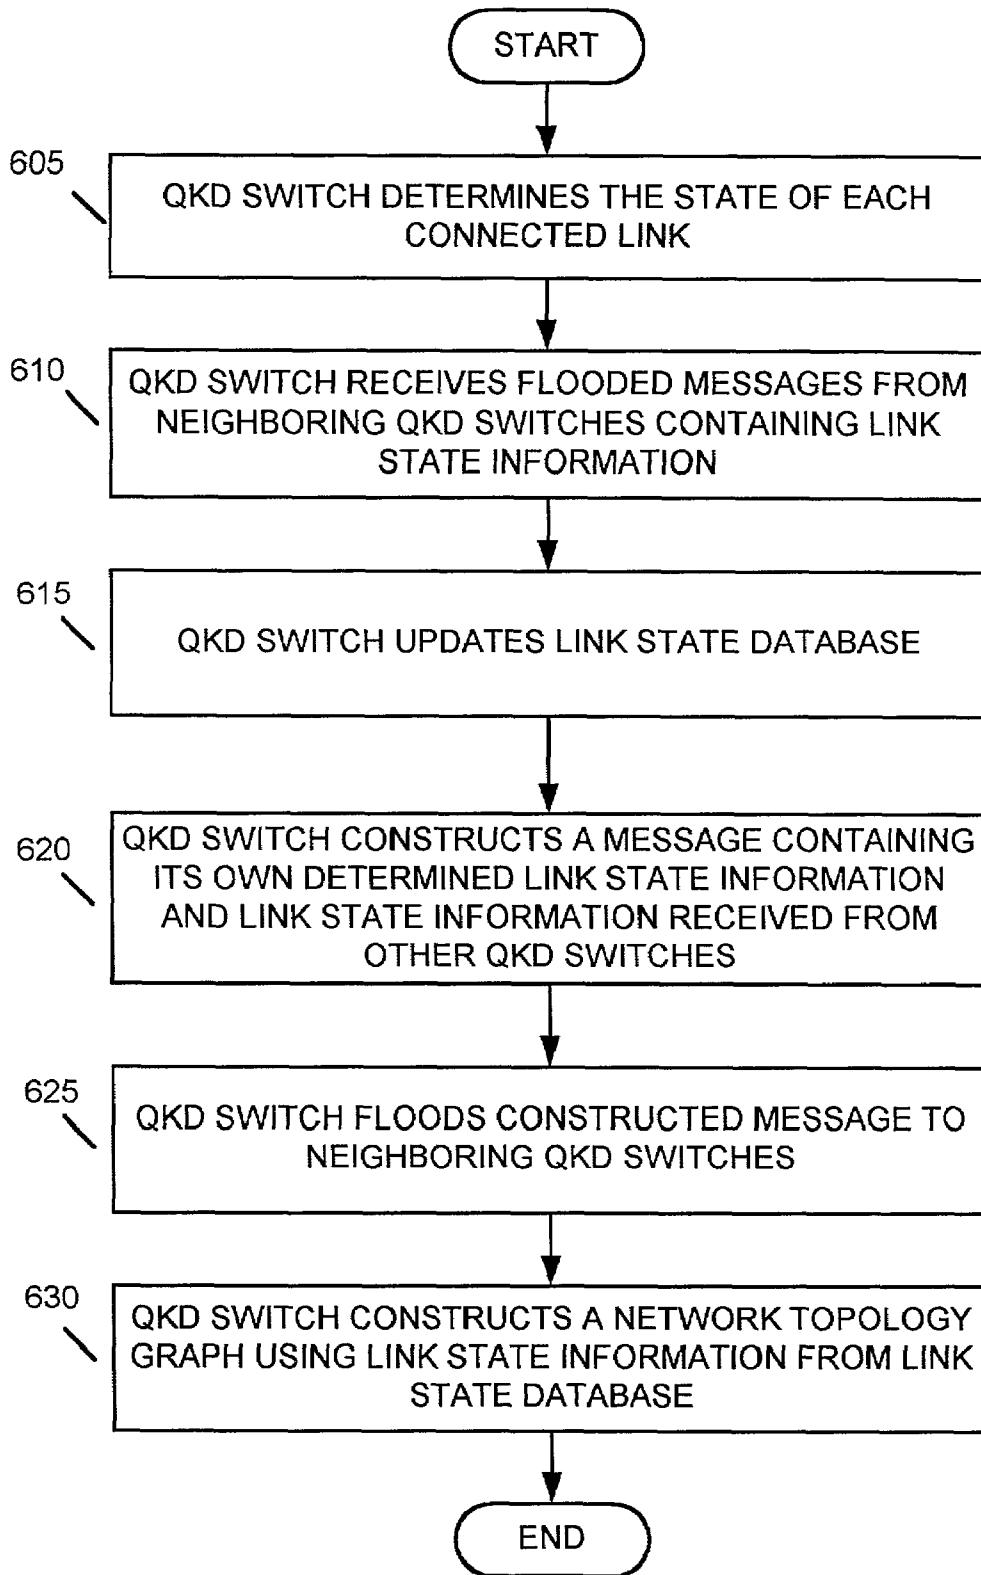 START
605
QKD SWITCH DETERMINES THE STATE OF EACH
CONNECTED LINK
610
QKD SWITCH RECEIVES FLOODED MESSAGES FROM
NEIGHBORING QKD SWITCHES CONTAINING LINK
STATE INFORMATION
615
QKD SWITCH UPDATES LINK STATE DATABASE
620
QKD SWITCH CONSTRUCTS A MESSAGE CONTAINING
ITS OWN DETERMINED LINK STATE INFORMATION
AND LINK STATE INFORMATION RECEIVED FROM
OTHER QKD SWITCHES
625
QKD SWITCH FLOODS CONSTRUCTED MESSAGE TO
NEIGHBORING QKD SWITCHES
630
QKD SWITCH CONSTRUCTS A NETWORK TOPOLOGY
GRAPH USING LINK STATE INFORMATION FROM LINK
STATE DATABASE
END